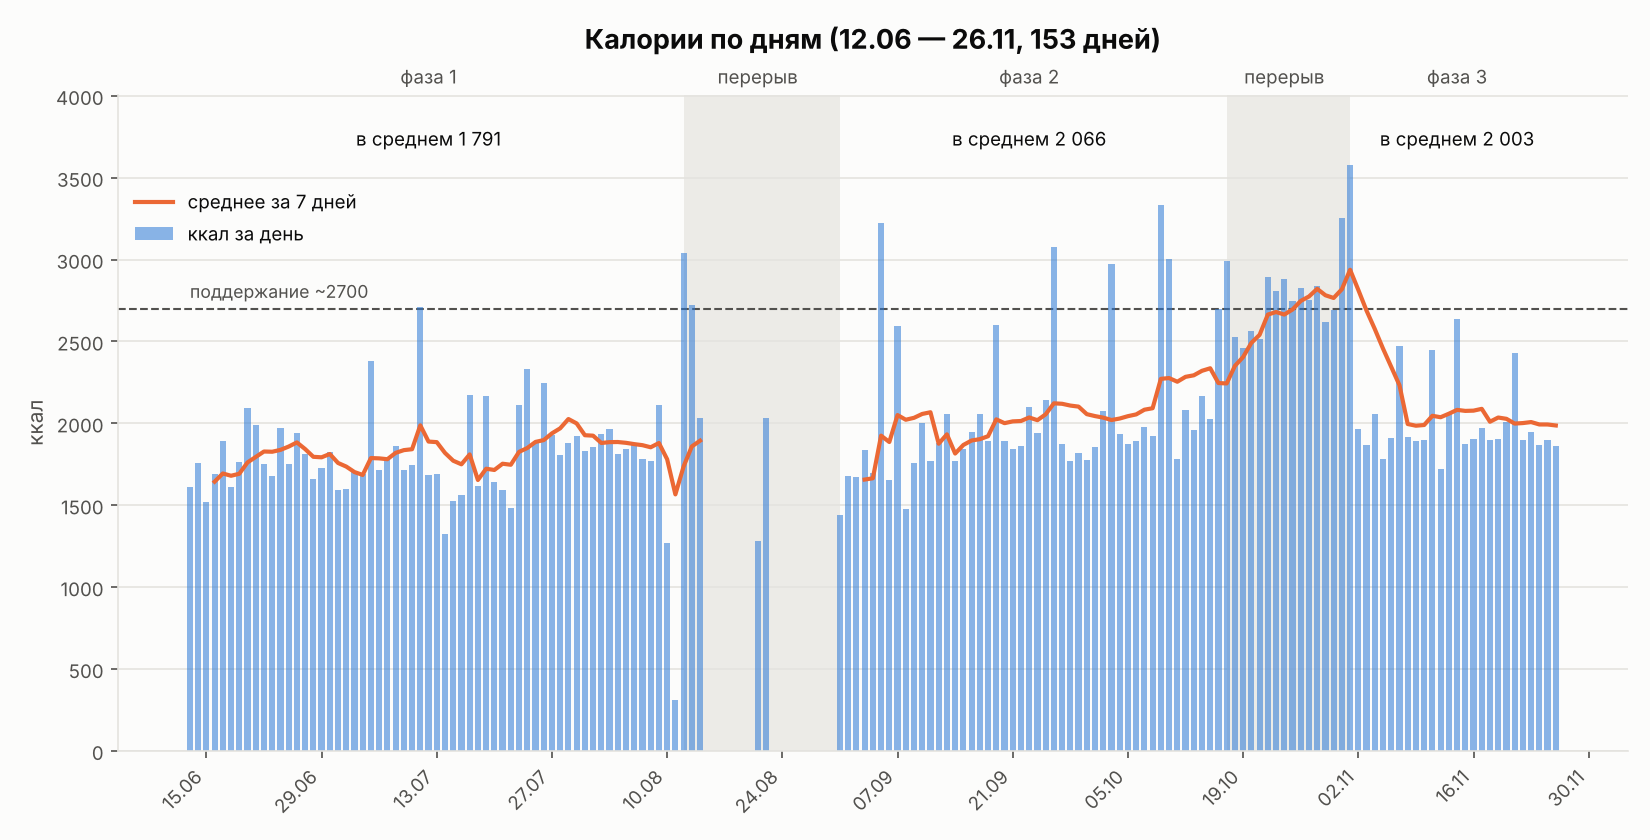 Калории по дням (12.06 — 26.11, 153 дней)
фаза 1
перерыв
фаза 2
перерыв
фаза 3
в среднем 1 791
в среднем 2 066
в среднем 2 003
среднее за 7 дней
ккал за день
поддержание ~2700
ккал
4000
3500
3000
2500
2000
1500
1000
500
0
15.06
29.06
13.07
27.07
10.08
24.08
07.09
21.09
05.10
19.10
02.11
16.11
30.11